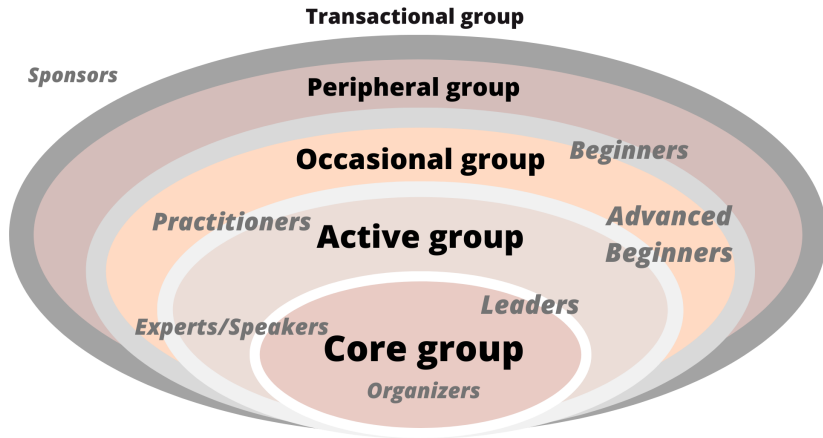 Transactional group
Sponsors
Peripheral group
Beginners
Occasional group
Practitioners
Advanced
Beginners
Active group
Leaders
Experts/Speakers
Core group
Organizers